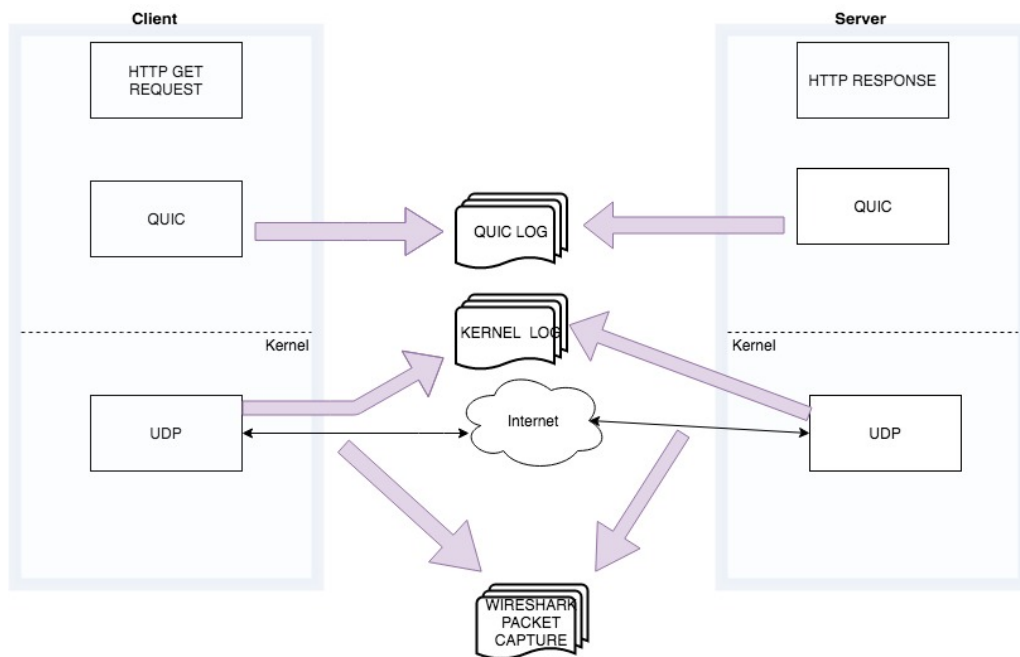 Client
Server
HTTP GET
REQUEST
HTTP RESPONSE
QUIC
QUIC LOG
QUIC
KERNEL LOG
Kernel
Kernel
UDP
Internet
UDP
WIRESHARK
PACKET
CAPTURE